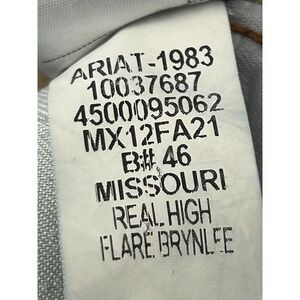 ARIAT-1983
10037687
4500095062
MX12FA21
B# 46
MISSOURI
REAL HIGH
FLARE BRYNLEE